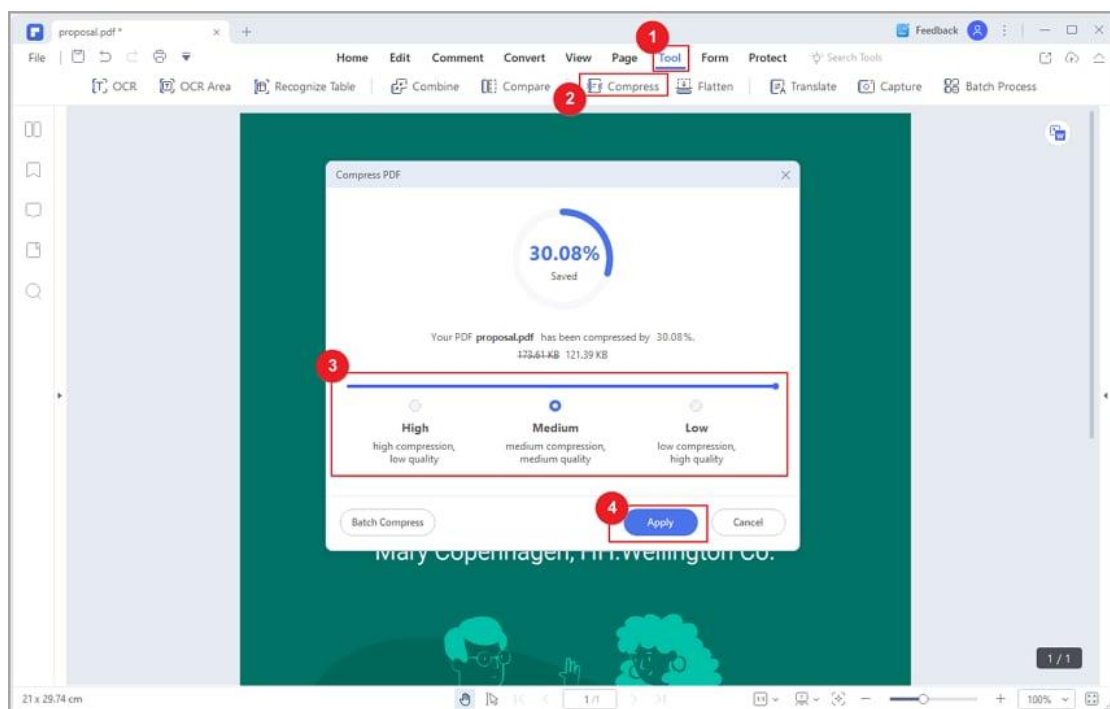 proposal.pdf *
Feedback
1
File
Home Edit Comment Convert View Page Tool Form Protect Search Tools
OCR OCR Area Recognize Table Combine Compare Compress Flatten Translate Capture Batch Process
2
Compress PDF
30.08%
Saved
Your PDF proposal.pdf has been compressed by 30.08%.
173.61 KB 121.39 KB
3
High Medium Low
high compression, medium compression, low compression,
low quality medium quality high quality
4
Batch Compress Apply Cancel
Mary Copenhagen, HH.Wellington Co.
1 / 1
21 x 29.74 cm
1/1
100%